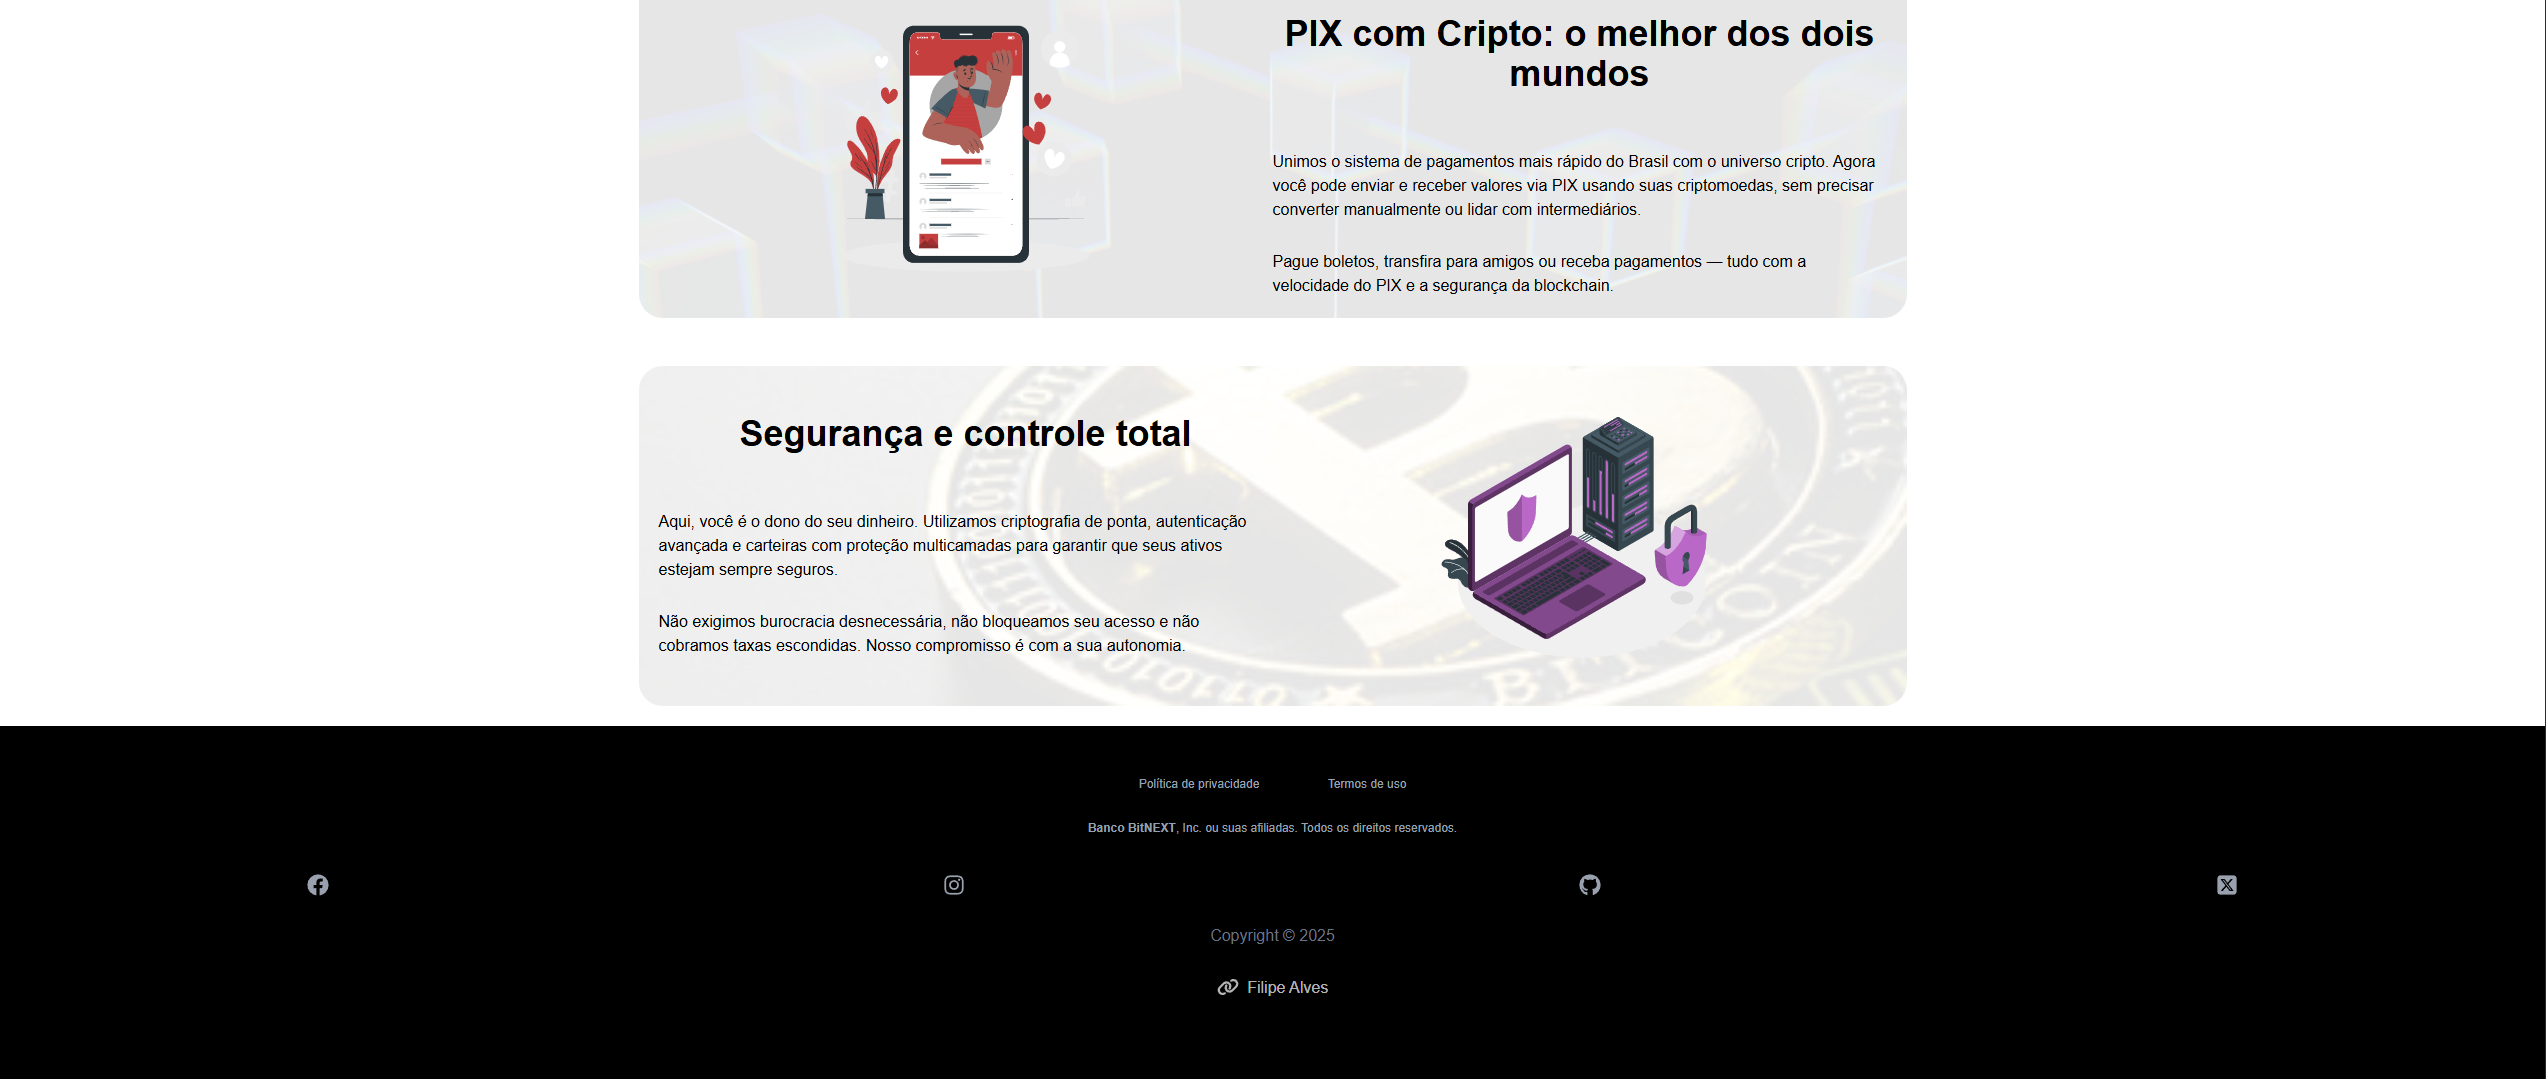 PIX com Cripto: o melhor dos dois
mundos
Unimos o sistema de pagamentos mais rápido do Brasil com o universo cripto. Agora
você pode enviar e receber valores via PIX usando suas criptomoedas, sem precisar
converter manualmente ou lidar com intermediários.
Pague boletos, transfira para amigos ou receba pagamentos — tudo com a
velocidade do PIX e a segurança da blockchain.
Segurança e controle total
Aqui, você é o dono do seu dinheiro. Utilizamos criptografia de ponta, autenticação
avançada e carteiras com proteção multicamadas para garantir que seus ativos
estejam sempre seguros.
Não exigimos burocracia desnecessária, não bloqueamos seu acesso e não
cobramos taxas escondidas. Nosso compromisso é com a sua autonomia.
BITCOIN
Política de privacidade Termos de uso
Banco BitNEXT, Inc. ou suas afiliadas. Todos os direitos reservados.
Copyright © 2025
Filipe Alves